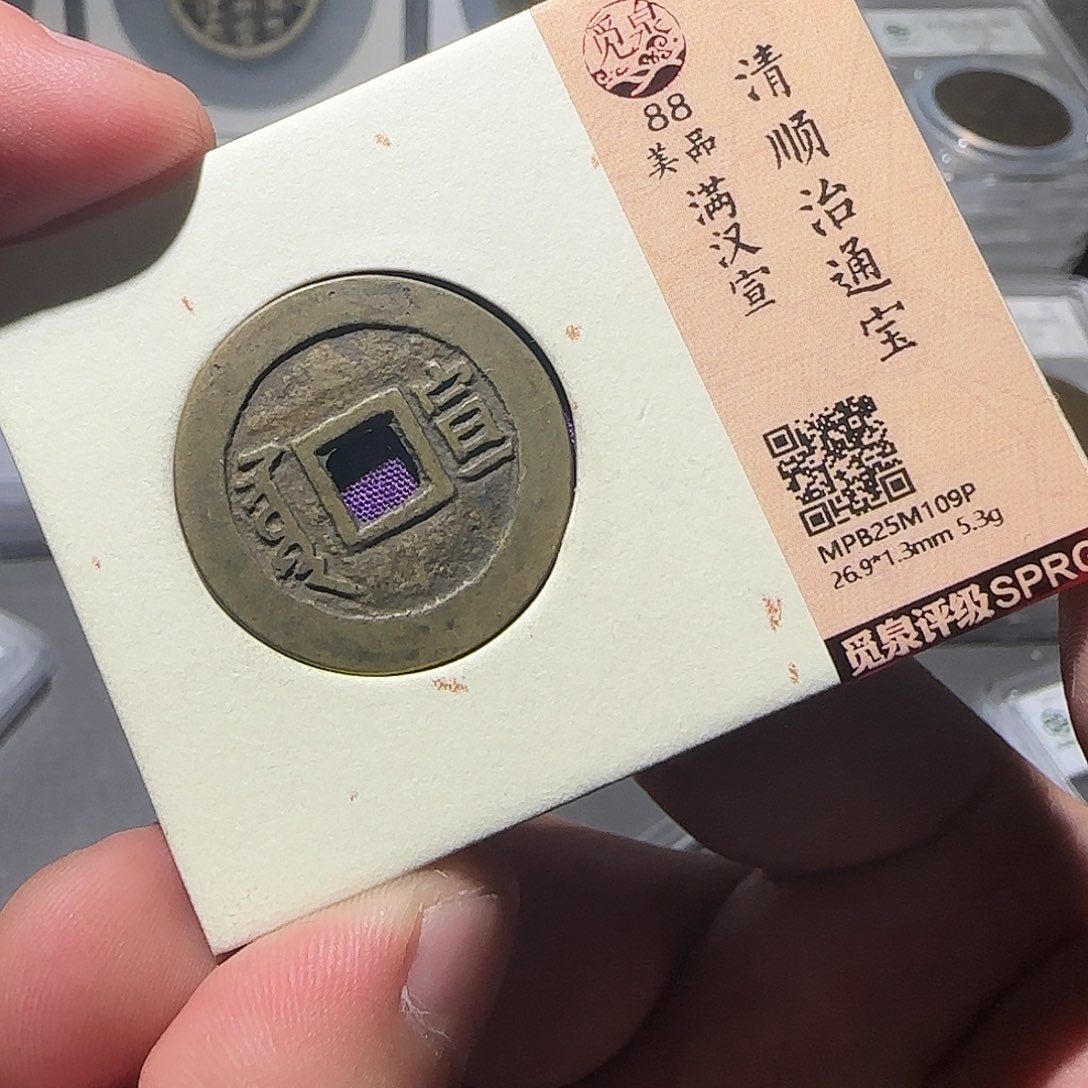 觅泉
88
美品
满汉宣
清顺治通宝
宣
MPB25M109P
26.9*1.3mm 5.3g
觅泉评级SPRC